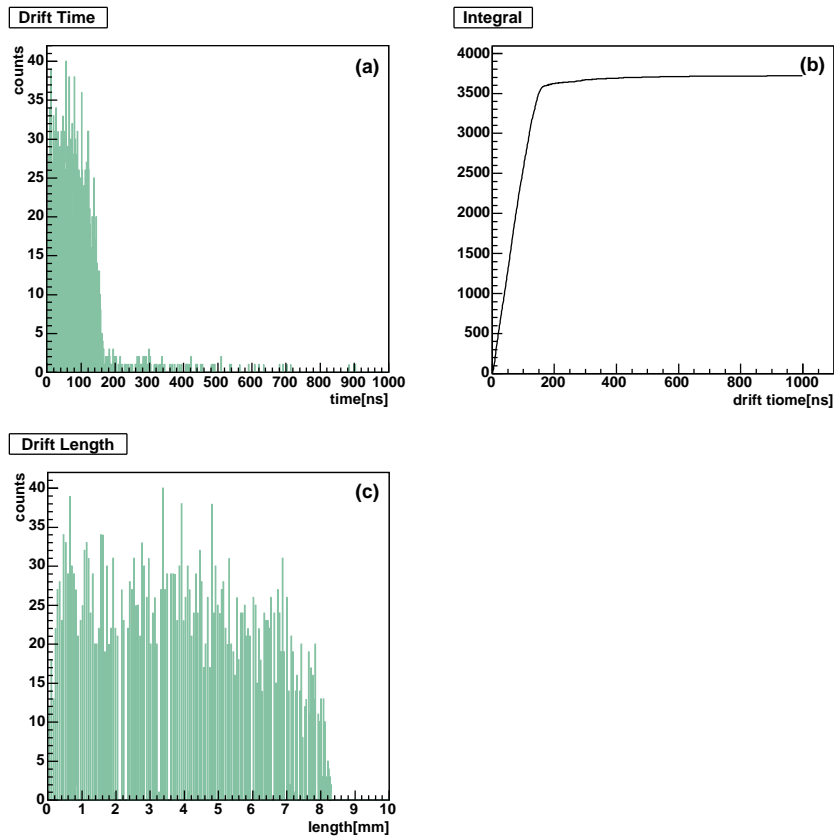 Drift Time
counts
40
35
30
25
20
15
10
5
0
(a)
0 100 200 300 400 500 600 700 800 900 1000
time[ns]
Integral
4000
3500
3000
2500
2000
1500
1000
500
0
(b)
0 200 400 600 800 1000
drift tiome[ns]
Drift Length
counts
40
35
30
25
20
15
10
5
0
(c)
0 1 2 3 4 5 6 7 8 9 10
length[mm]